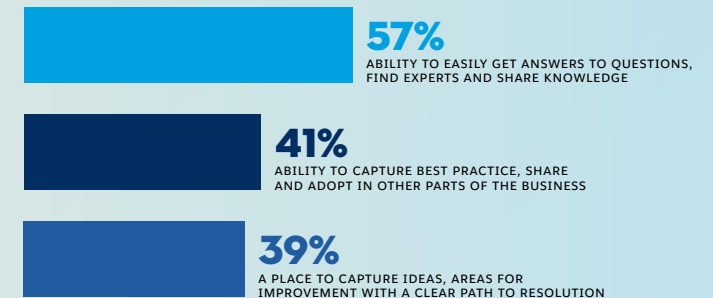 57%
ABILITY TO EASILY GET ANSWERS TO QUESTIONS,
FIND EXPERTS AND SHARE KNOWLEDGE
41%
ABILITY TO CAPTURE BEST PRACTICE, SHARE
AND ADOPT IN OTHER PARTS OF THE BUSINESS
39%
A PLACE TO CAPTURE IDEAS, AREAS FOR
IMPROVEMENT WITH A CLEAR PATH TO RESOLUTION